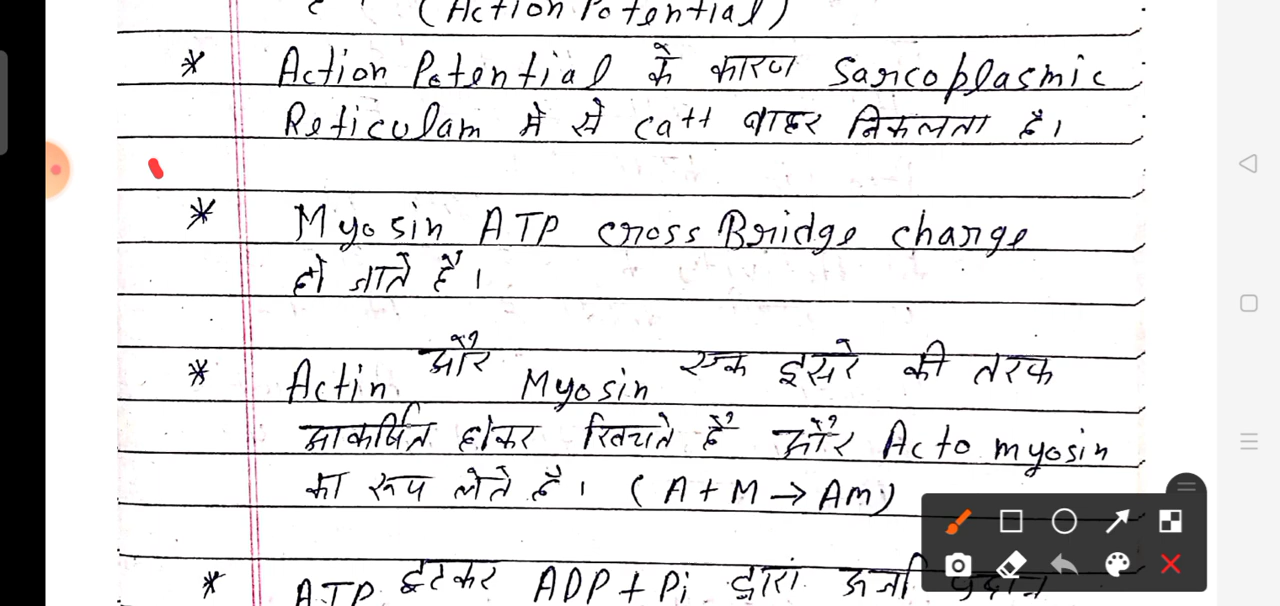 (Action Potential)
* Action Potential के कारण Sarcoplasmic
Reticulam में से Ca++ बाहर निकलता है।
* Myosin ATP cross Bridge charge
हो जाते हैं।
* Actin और Myosin एक दूसरे की तरफ
आकर्षित होकर खिचाते हैं और Acto myosin
का रूप लेते हैं। (A + M → Am)
* ATP टूटकर ADP + Pi द्वारा ऊर्जा प्रदान